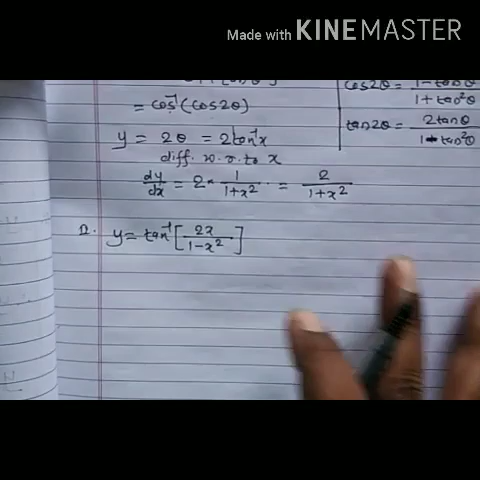 Made with KINEMASTER
= cos⁻¹(cos2θ)
y = 2θ = 2tan⁻¹x
diff. w.r.to x
dy/dx = 2 · 1/(1+x²) = 2/(1+x²)
cos2θ = 1-tan²θ / 1+tan²θ
tan2θ = 2tanθ / 1-tan²θ
y = tan⁻¹[2x/(1-x²)]